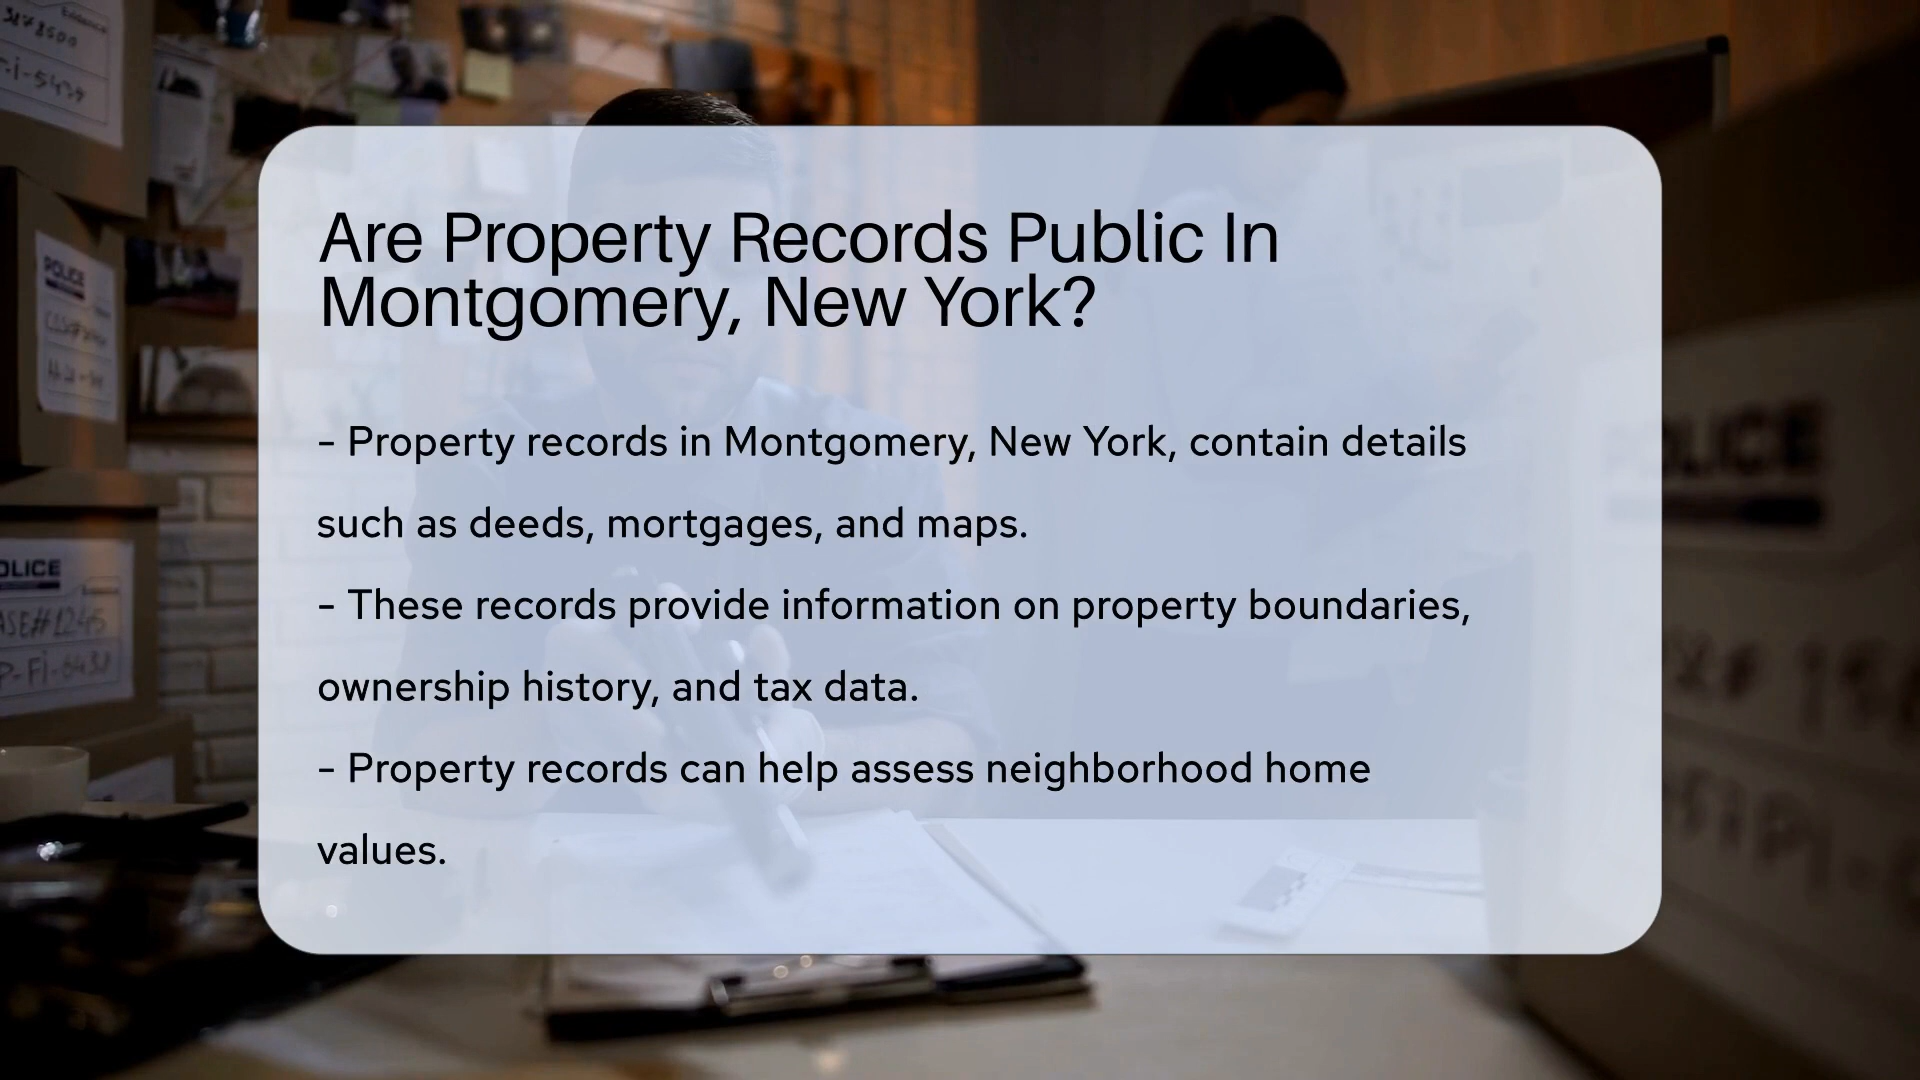 Evidence
POLICE
Are Property Records Public In
Montgomery, New York?
- Property records in Montgomery, New York, contain details
such as deeds, mortgages, and maps.
- These records provide information on property boundaries,
ownership history, and tax data.
- Property records can help assess neighborhood home
values.